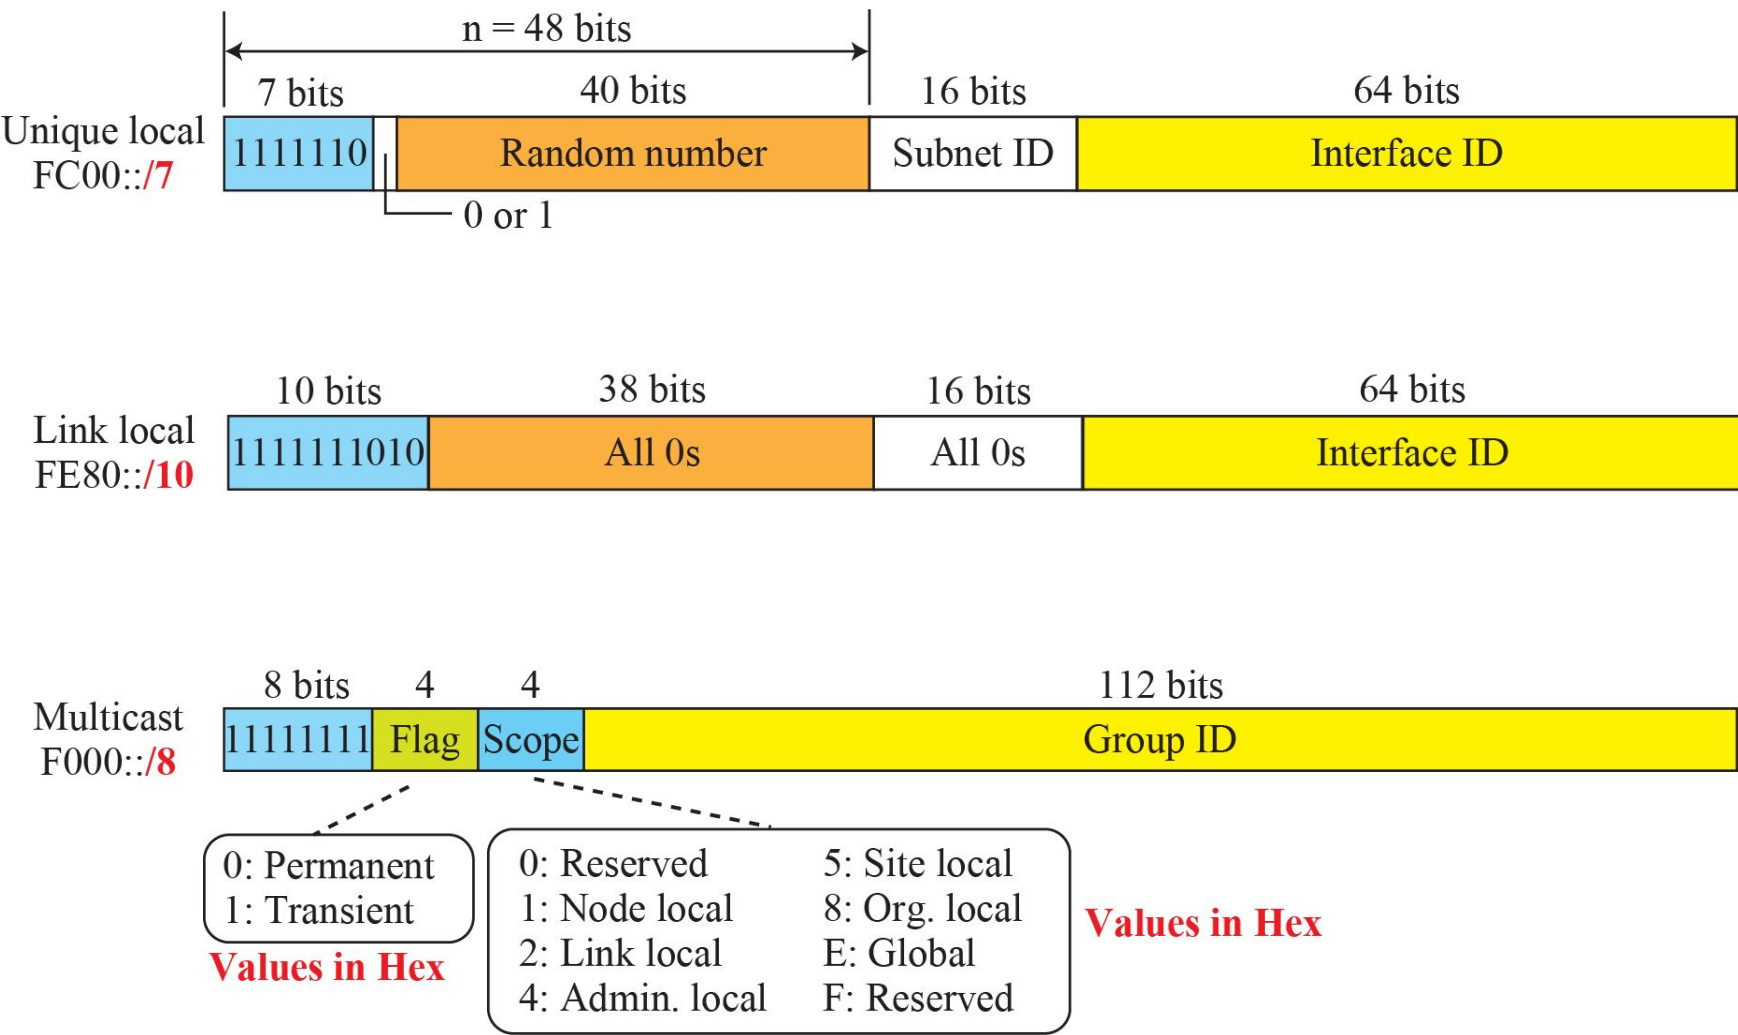 n = 48 bits
7 bits 40 bits 16 bits 64 bits
Unique local
FC00::/7
1111110 Random number Subnet ID Interface ID
0 or 1
10 bits 38 bits 16 bits 64 bits
Link local
FE80::/10
1111111010 All 0s All 0s Interface ID
8 bits 4 4 112 bits
Multicast
F000::/8
11111111 Flag Scope Group ID
0: Permanent
1: Transient
Values in Hex
0: Reserved 5: Site local
1: Node local 8: Org. local
2: Link local E: Global
4: Admin. local F: Reserved
Values in Hex